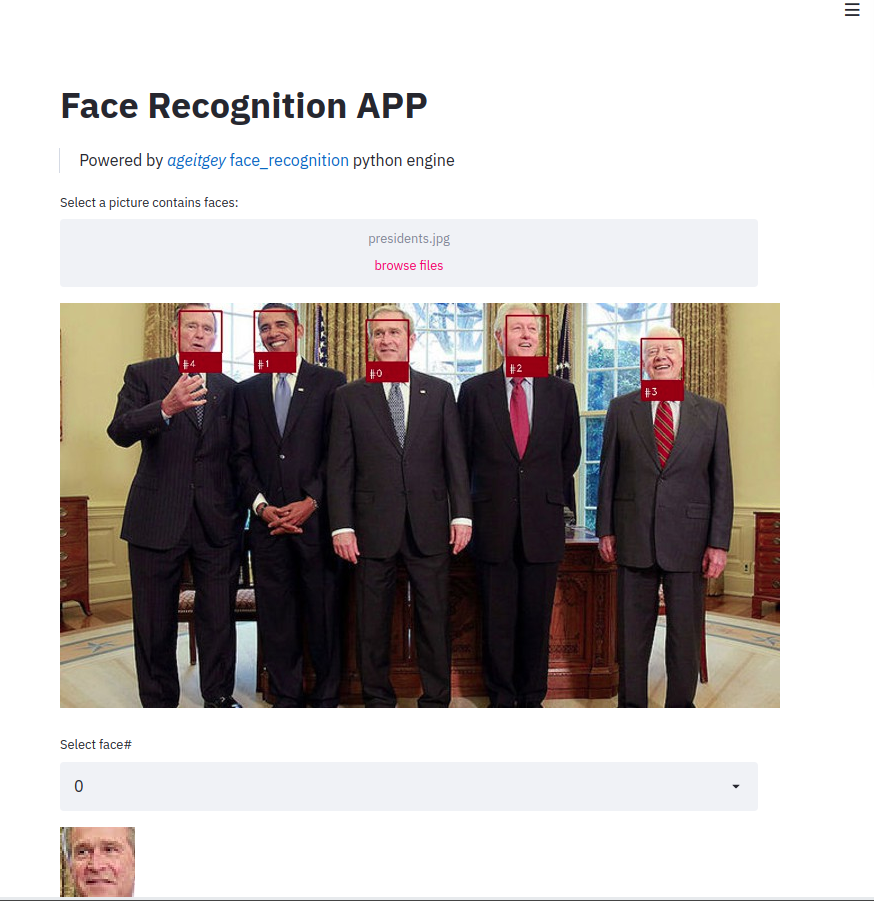 Face Recognition APP
Powered by ageitgey face_recognition python engine
Select a picture contains faces:
presidents.jpg
browse files
#4 #1 #0 #2 #3
Select face#
0